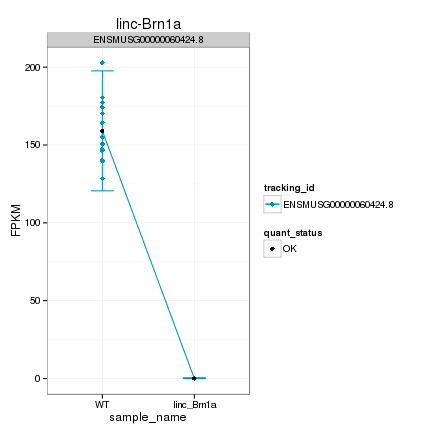 linc-Brn1a
ENSMUSG00000060424.8
200
150
100
50
0
FPKM
WT
linc_Brn1a
sample_name
tracking_id
ENSMUSG00000060424.8
quant_status
OK